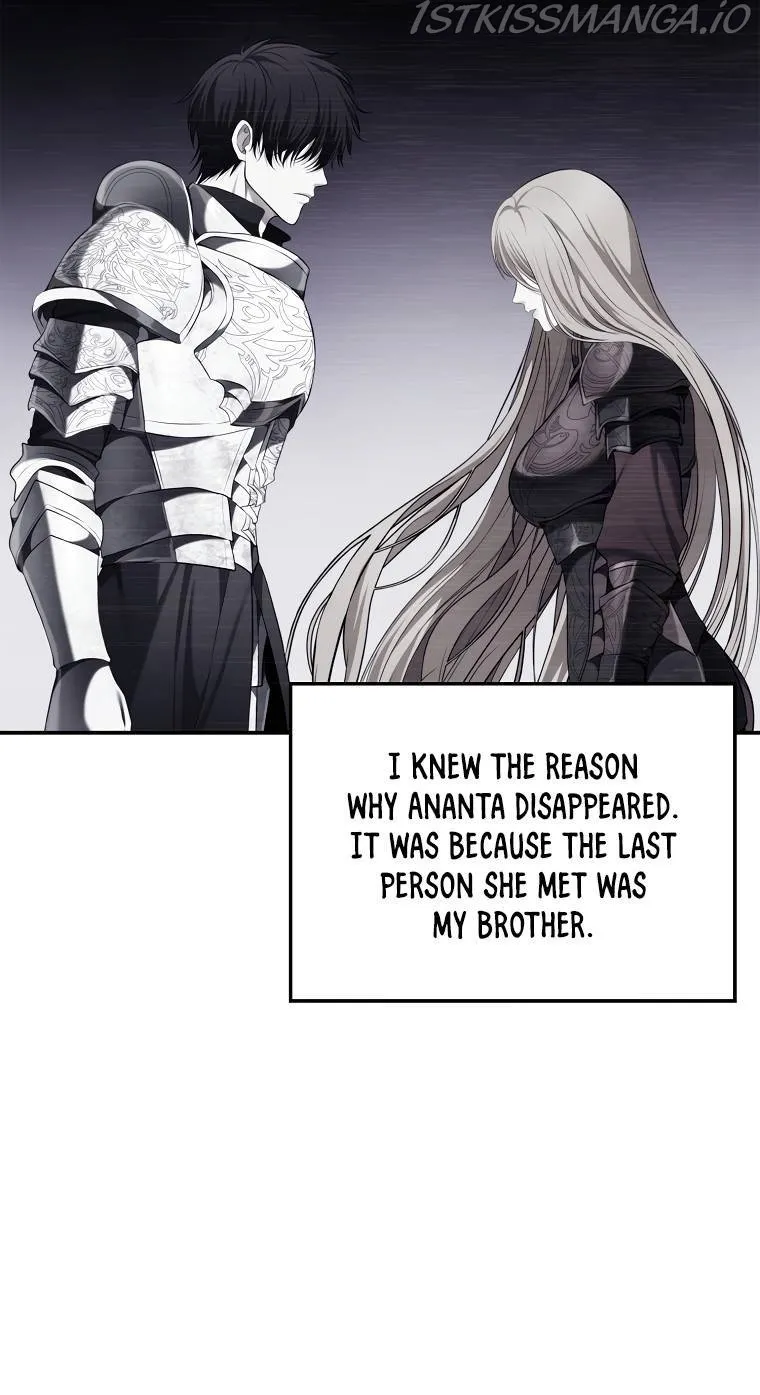 1STKISSMANGA.IO
I KNEW THE REASON
WHY ANANTA DISAPPEARED.
IT WAS BECAUSE THE LAST
PERSON SHE MET WAS
MY BROTHER.